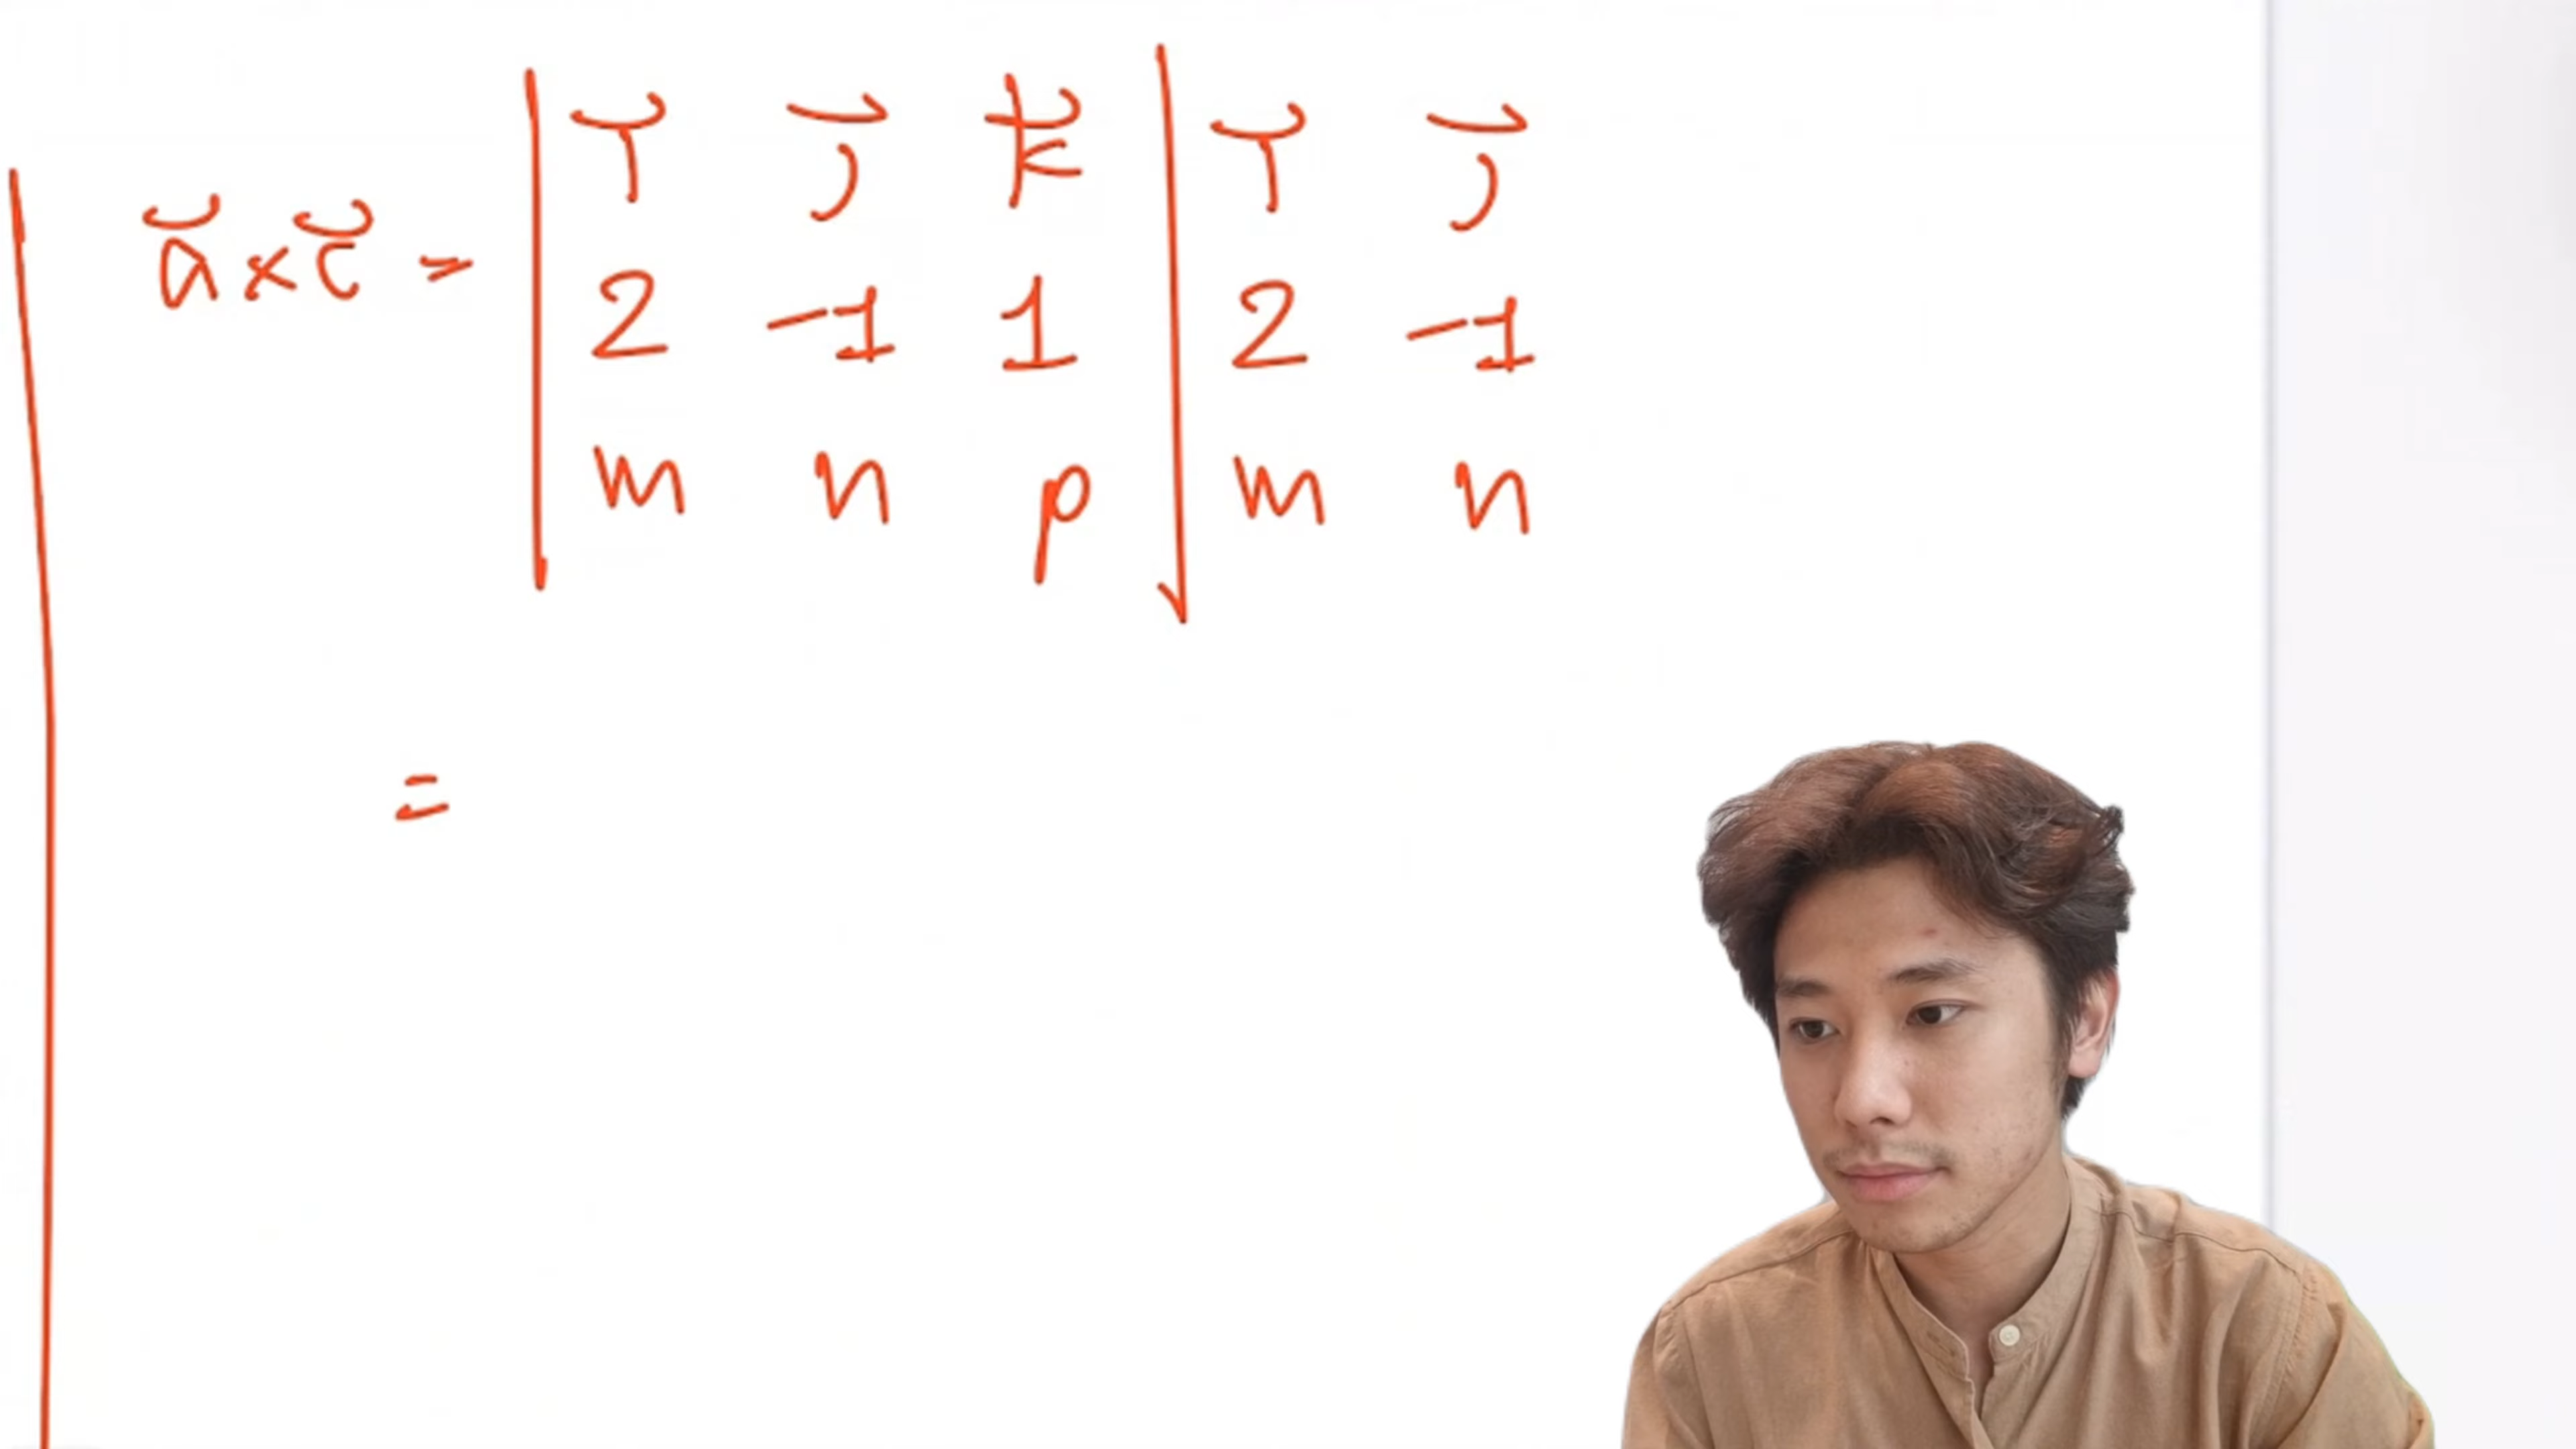 a⃗ × c⃗ = | i⃗ j⃗ k⃗ | i⃗ j⃗
2 -1 1 | 2 -1
m n p | m n
=